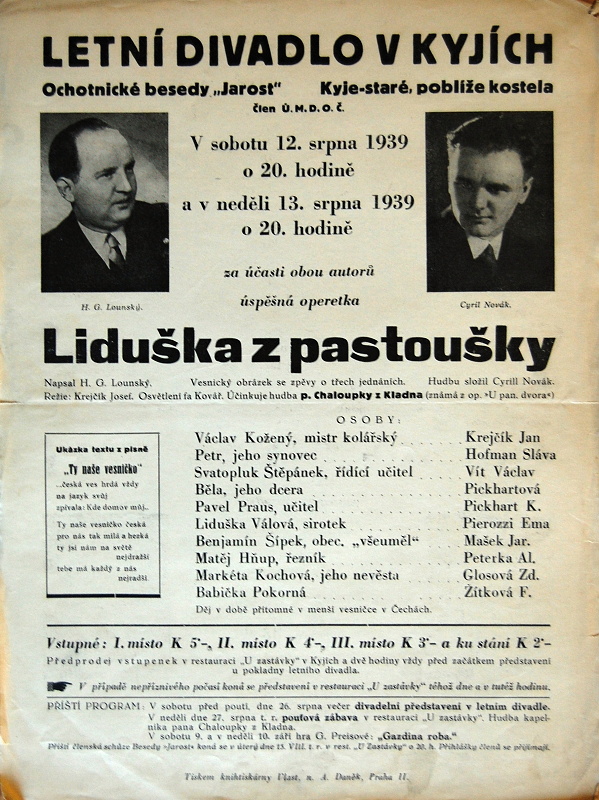 LETNÍ DIVADLO V KYJÍCH
Ochotnické besedy „Jarost“ Kyje-staré, poblíže kostela
člen Ú. M. D. O. Č.
V sobotu 12. srpna 1939
o 20. hodině
a v neděli 13. srpna 1939
o 20. hodině
za účasti obou autorů
úspěšná operetka
H. G. Lounský.
Cyril Novák.
Liduška z pastoušky
Napsal H. G. Lounský. Vesnický obrázek se zpěvy o třech jednáních. Hudbu složil Cyrill Novák.
Režie: Krejčík Josef. Osvětlení fa Kovář. Účinkuje hudba p. Chaloupky z Kladna (známá z op. »U pan. dvora«)
OSOBY:
Václav Kožený, mistr kolářský Krejčík Jan
Petr, jeho synovec Hofman Sláva
Svatopluk Štěpánek, řídící učitel Vít Václav
Běla, jeho dcera Pickhartová
Pavel Praus, učitel Pickhart K.
Liduška Válová, sirotek Pierozzi Ema
Benjamín Šípek, obec. „všeuměl“ Mašek Jar.
Matěj Hňup, řezník Peterka Al.
Markéta Kochová, jeho nevěsta Glosová Zd.
Babička Pokorná Žítková F.
Děj v době přítomné v menší vesničce v Čechách.
Ukázka textu z písně
„Ty naše vesničko“
..česká ves hrdá vždy
na jazyk svůj
zpívala: Kde domov můj..
Ty naše vesničko česká
pro nás tak milá a hezká
ty jsi nám na světě
nejdražší
tebe má každý z nás
nejradši.
Vstupné: I. místo K 5·-, II. místo K 4·-, III. místo K 3·- a ku stání K 2·-
Předprodej vstupenek v restauraci „U zastávky“ v Kyjích a dvě hodiny vždy před začátkem představení
u pokladny letního divadla.
V případě nepříznivého počasí koná se představení v restauraci „U zastávky“ téhož dne a v tutéž hodinu.
PŘÍŠTÍ PROGRAM: V sobotu před poutí, dne 26. srpna večer divadelní představení v letním divadle.
V neděli dne 27. srpna t. r. pouťová zábava v restauraci „U zastávky“. Hudba kapelníka
pana Chaloupky z Kladna.
V sobotu 9. a v neděli 10. září hra G. Preisové: „Gazdina roba.“
Příští členská schůze Besedy »Jarost« koná se v úterý dne 15. VIII. t. r. v rest. „U Zastávky“ o 20. h. Přihlášky členů se přijímají.
Tiskem knihtiskárny Vlast, n. A. Daněk, Praha II.